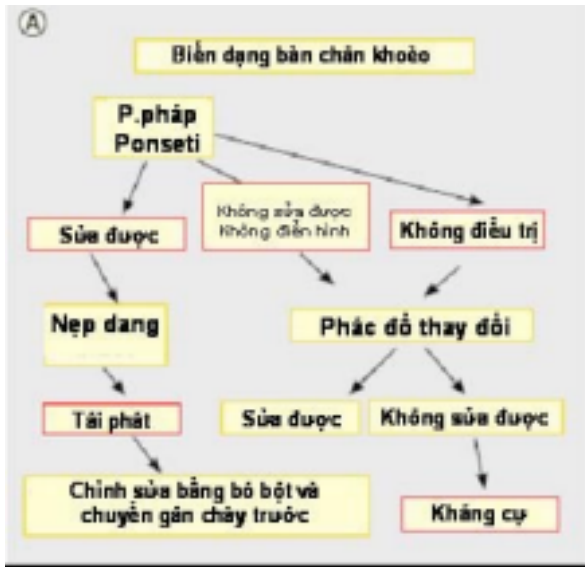 A
Biến dạng bàn chân khoèo
P.pháp
Ponseti
Không sửa được
Không điển hình
Sửa được
Không điều trị
Nẹp dang
Phác đồ thay đổi
Tái phát
Sửa được
Không sửa được
Chỉnh sửa bằng bó bột và
chuyển gân chày trước
Kháng cự